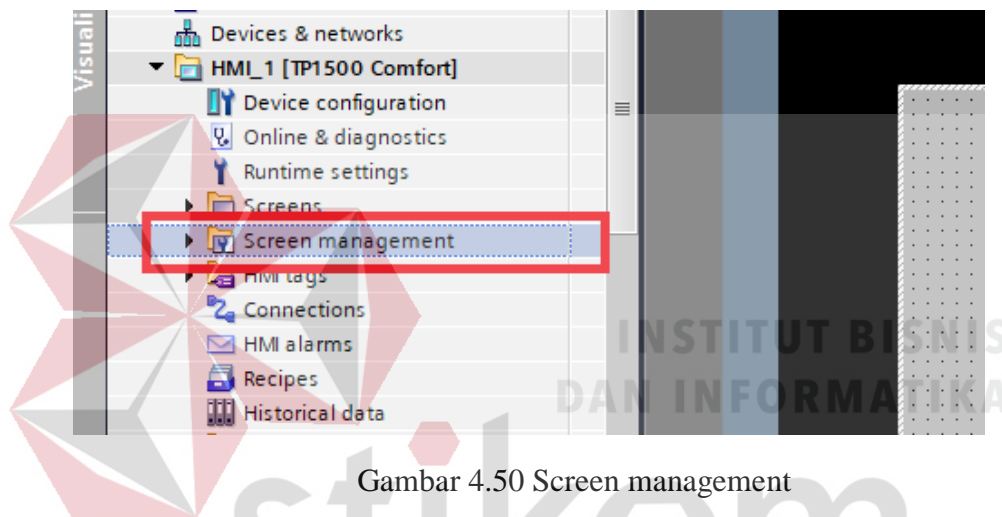 Visuali
Devices & networks
HMI_1 [TP1500 Comfort]
Device configuration
Online & diagnostics
Runtime settings
Screens
Screen management
HMI tags
Connections
HMI alarms
Recipes
Historical data
INSTITUT BISNIS
DAN INFORMATIKA
Gambar 4.50 Screen management
stikom